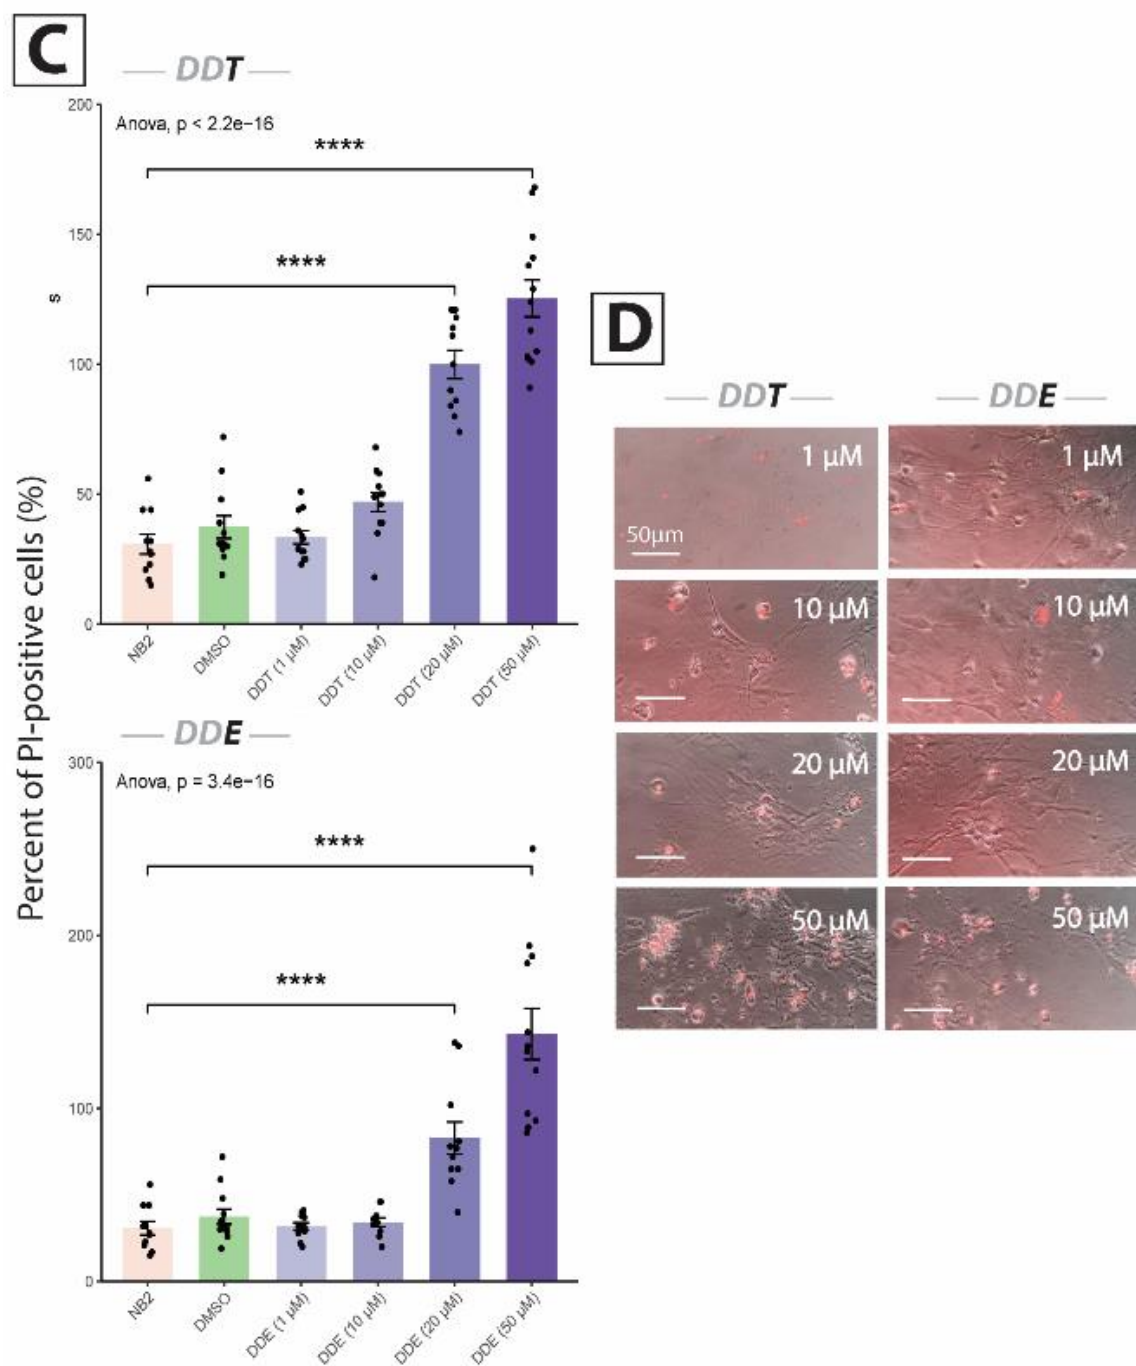 C
DDT
200
Anova, p < 2.2e−16
****
150
****
s
100
50
0
NB2
DMSO
DDT (1 µM)
DDT (10 µM)
DDT (20 µM)
DDT (50 µM)
Percent of PI-positive cells (%)
DDE
300
Anova, p = 3.4e−16
****
200
****
100
0
NB2
DMSO
DDE (1 µM)
DDE (10 µM)
DDE (20 µM)
DDE (50 µM)
D
DDT
DDE
1 µM
1 µM
50µm
10 µM
10 µM
20 µM
20 µM
50 µM
50 µM